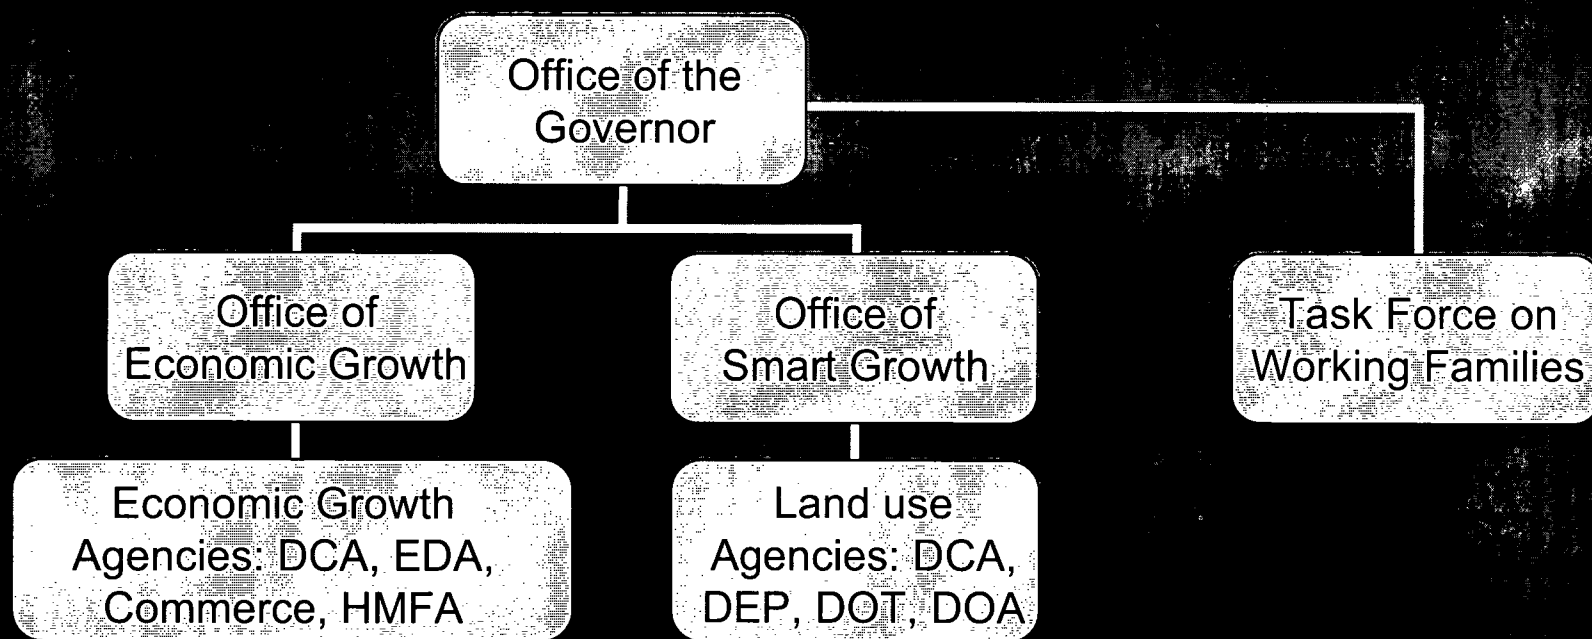 Office of the
Governor
Office of
Economic Growth
Office of
Smart Growth
Task Force on
Working Families
Economic Growth
Agencies: DCA, EDA,
Commerce, HMFA
Land use
Agencies: DCA,
DEP, DOT, DOA